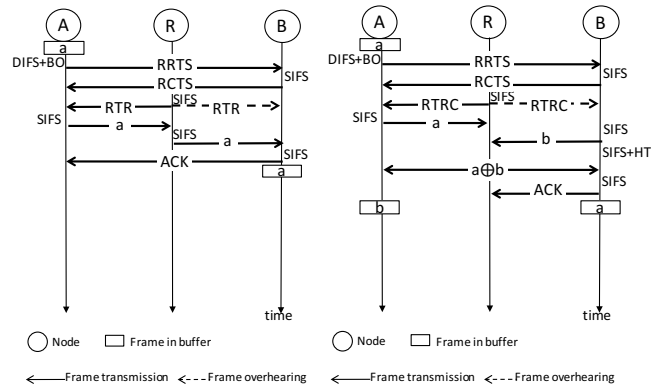 A R B A R B
a a
DIFS+BO RRTS DIFS+BO RRTS
SIFS SIFS
RCTS RCTS
SIFS SIFS
RTR RTR RTRC RTRC
SIFS a SIFS a SIFS
SIFS a b
SIFS SIFS+HT
ACK a⊕b
a SIFS
ACK
b a
time time
Node Frame in buffer Node Frame in buffer
Frame transmission Frame overhearing Frame transmission Frame overhearing